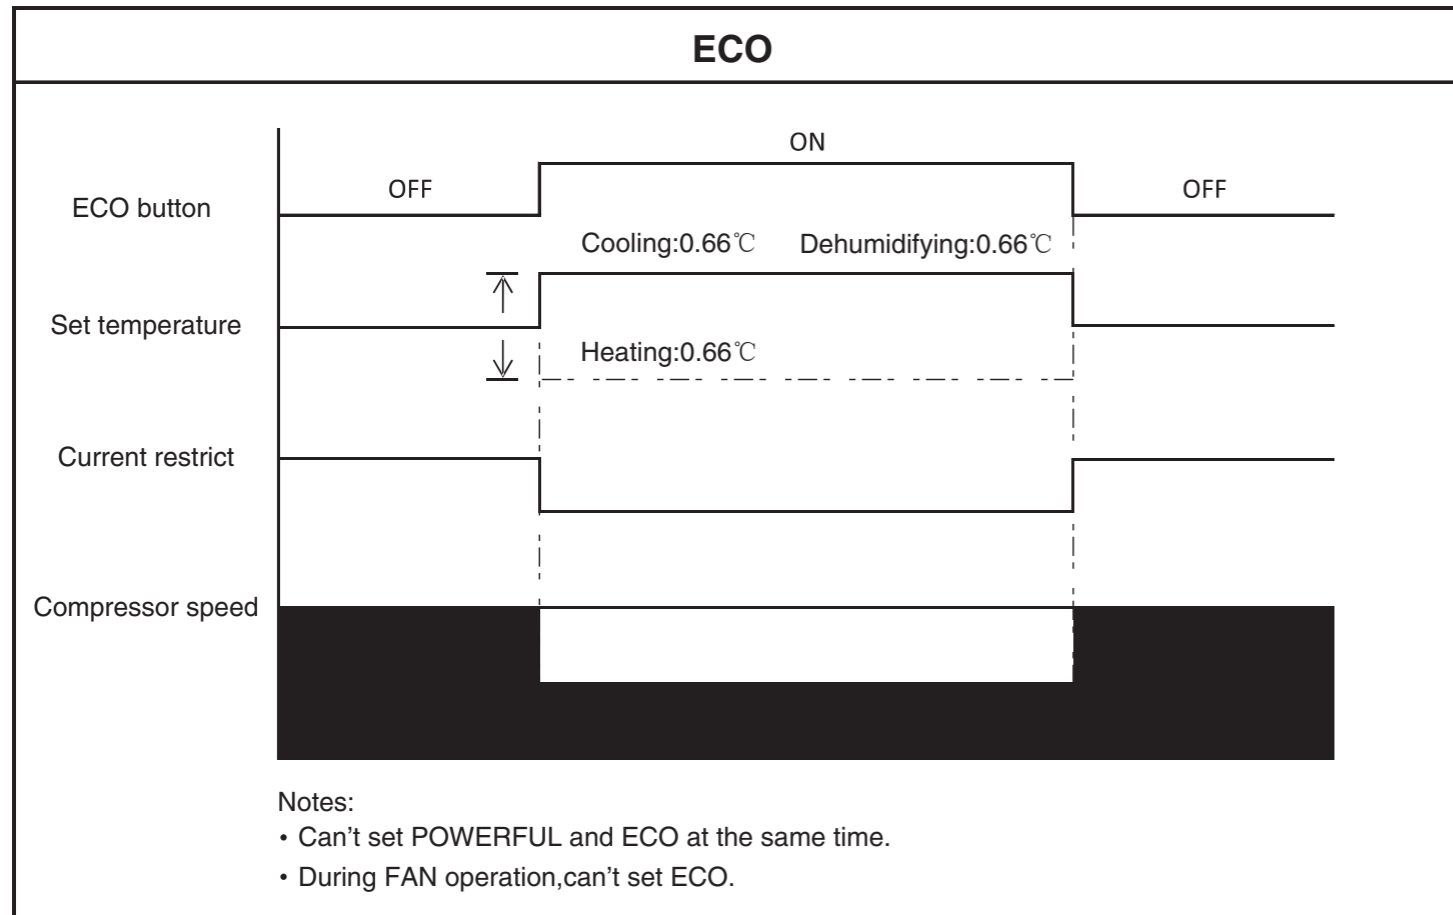 ECO
ON
OFF
OFF
ECO button
Cooling:0.66℃ Dehumidifying:0.66℃
Set temperature
Heating:0.66℃
Current restrict
Compressor speed
Notes:
• Can’t set POWERFUL and ECO at the same time.
• During FAN operation,can’t set ECO.